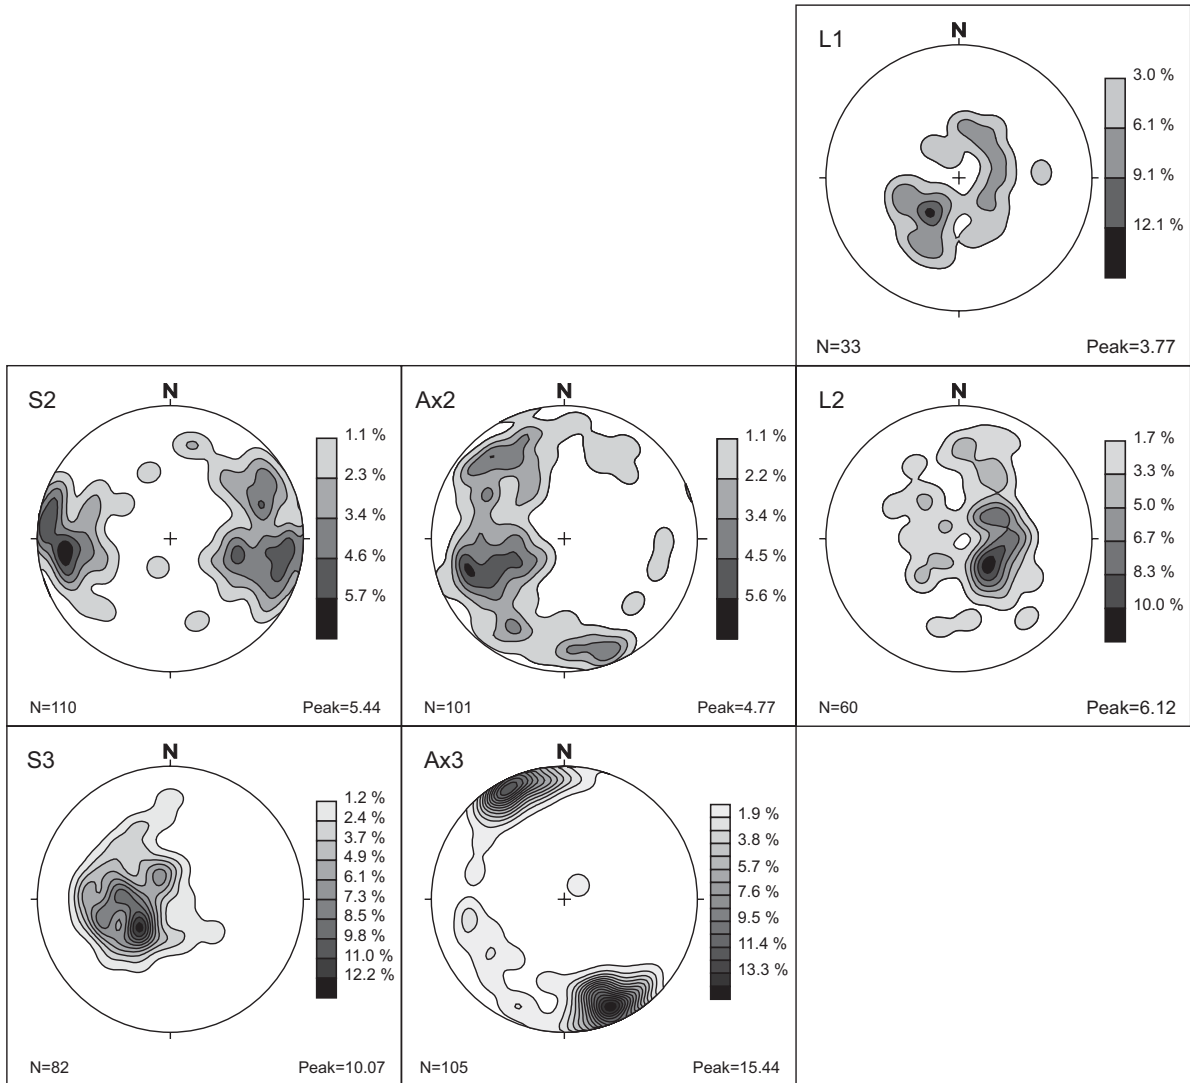 L1
N
3.0 %
6.1 %
9.1 %
12.1 %
N=33
Peak=3.77
S2
N
1.1 %
2.3 %
3.4 %
4.6 %
5.7 %
N=110
Peak=5.44
Ax2
N
1.1 %
2.2 %
3.4 %
4.5 %
5.6 %
N=101
Peak=4.77
L2
N
1.7 %
3.3 %
5.0 %
6.7 %
8.3 %
10.0 %
N=60
Peak=6.12
S3
N
1.2 %
2.4 %
3.7 %
4.9 %
6.1 %
7.3 %
8.5 %
9.8 %
11.0 %
12.2 %
N=82
Peak=10.07
Ax3
N
1.9 %
3.8 %
5.7 %
7.6 %
9.5 %
11.4 %
13.3 %
N=105
Peak=15.44